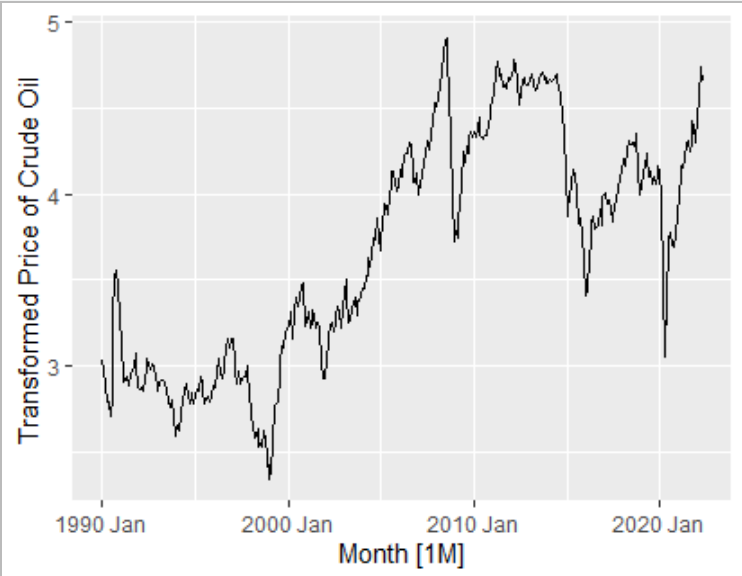 Transformed Price of Crude Oil
5
4
3
1990 Jan
2000 Jan
2010 Jan
2020 Jan
Month [1M]